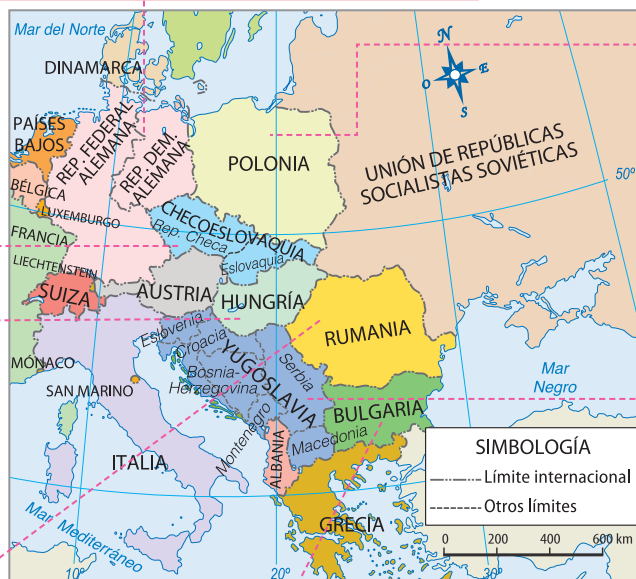 Mar del Norte
DINAMARCA
N
O
E
S
PAÍSES
BAJOS
REP. FEDERAL
ALEMANA
REP. DEM.
ALEMANA
POLONIA
UNIÓN DE REPÚBLICAS
SOCIALISTAS SOVIÉTICAS
50°
BÉLGICA
LUXEMBURGO
CHECOESLOVAQUIA
Rep. Checa
Eslovaquia
FRANCIA
LIECHTENSTEIN
SUIZA
AUSTRIA
HUNGRÍA
RUMANIA
Eslovenia
Croacia
YUGOSLAVIA
Serbia
Bosnia-
Herzegovina
Montenegro
Macedonia
MÓNACO
SAN MARINO
Mar
Negro
BULGARIA
ALBANIA
ITALIA
GRECIA
Mar Mediterráneo
SIMBOLOGÍA
Límite internacional
Otros límites
0 200 400 600 km
10°
20°
30°